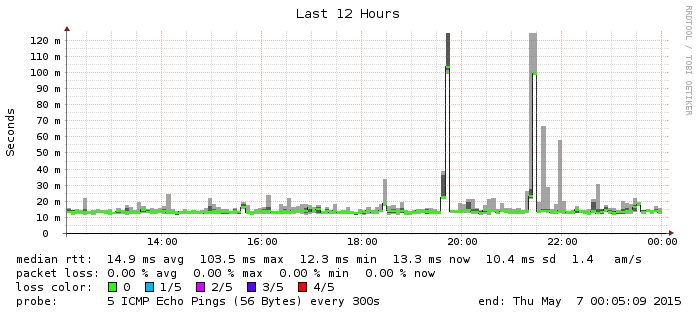 Last 12 Hours
RRDTOOL / TOBI OETIKER
Seconds
120 m
110 m
100 m
90 m
80 m
70 m
60 m
50 m
40 m
30 m
20 m
10 m
0
14:00 16:00 18:00 20:00 22:00 00:00
median rtt: 14.9 ms avg 103.5 ms max 12.3 ms min 13.3 ms now 10.4 ms sd 1.4 am/s
packet loss: 0.00 % avg 0.00 % max 0.00 % min 0.00 % now
loss color: 0 1/5 2/5 3/5 4/5
probe: 5 ICMP Echo Pings (56 Bytes) every 300s end: Thu May 7 00:05:09 2015